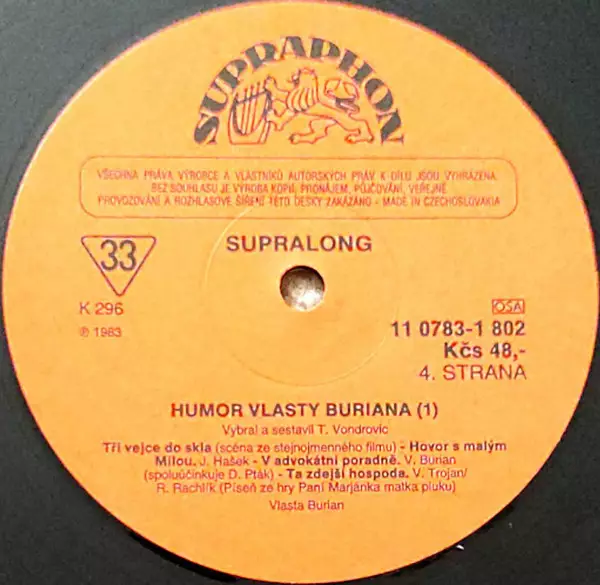 SUPRAPHON
VŠECHNA PRÁVA VÝROBCE A VLASTNÍKŮ AUTORSKÝCH PRÁV K DÍLU JSOU VYHRAZENA.
BEZ SOUHLASU JE VÝROBA KOPIÍ, PRONÁJEM, PŮJČOVÁNÍ, VEŘEJNÉ
PROVOZOVÁNÍ A ROZHLASOVÉ ŠÍŘENÍ TÉTO DESKY ZAKÁZÁNO - MADE IN CZECHOSLOVAKIA
33
SUPRALONG
K 296
OSA
℗ 1983
11 0783-1 802
Kčs 48,-
4. STRANA
HUMOR VLASTY BURIANA (1)
Vybral a sestavil T. Vondrovic
Tři vejce do skla (scéna ze stejnojmenného filmu) - Hovor s malým
Milou. J. Hašek - V advokátní poradně. V. Burian
(spoluúčinkuje D. Pták) - Ta zdejší hospoda. V. Trojan/
R. Rachlík (Píseň ze hry Paní Marjánka matka pluku)
Vlasta Burian